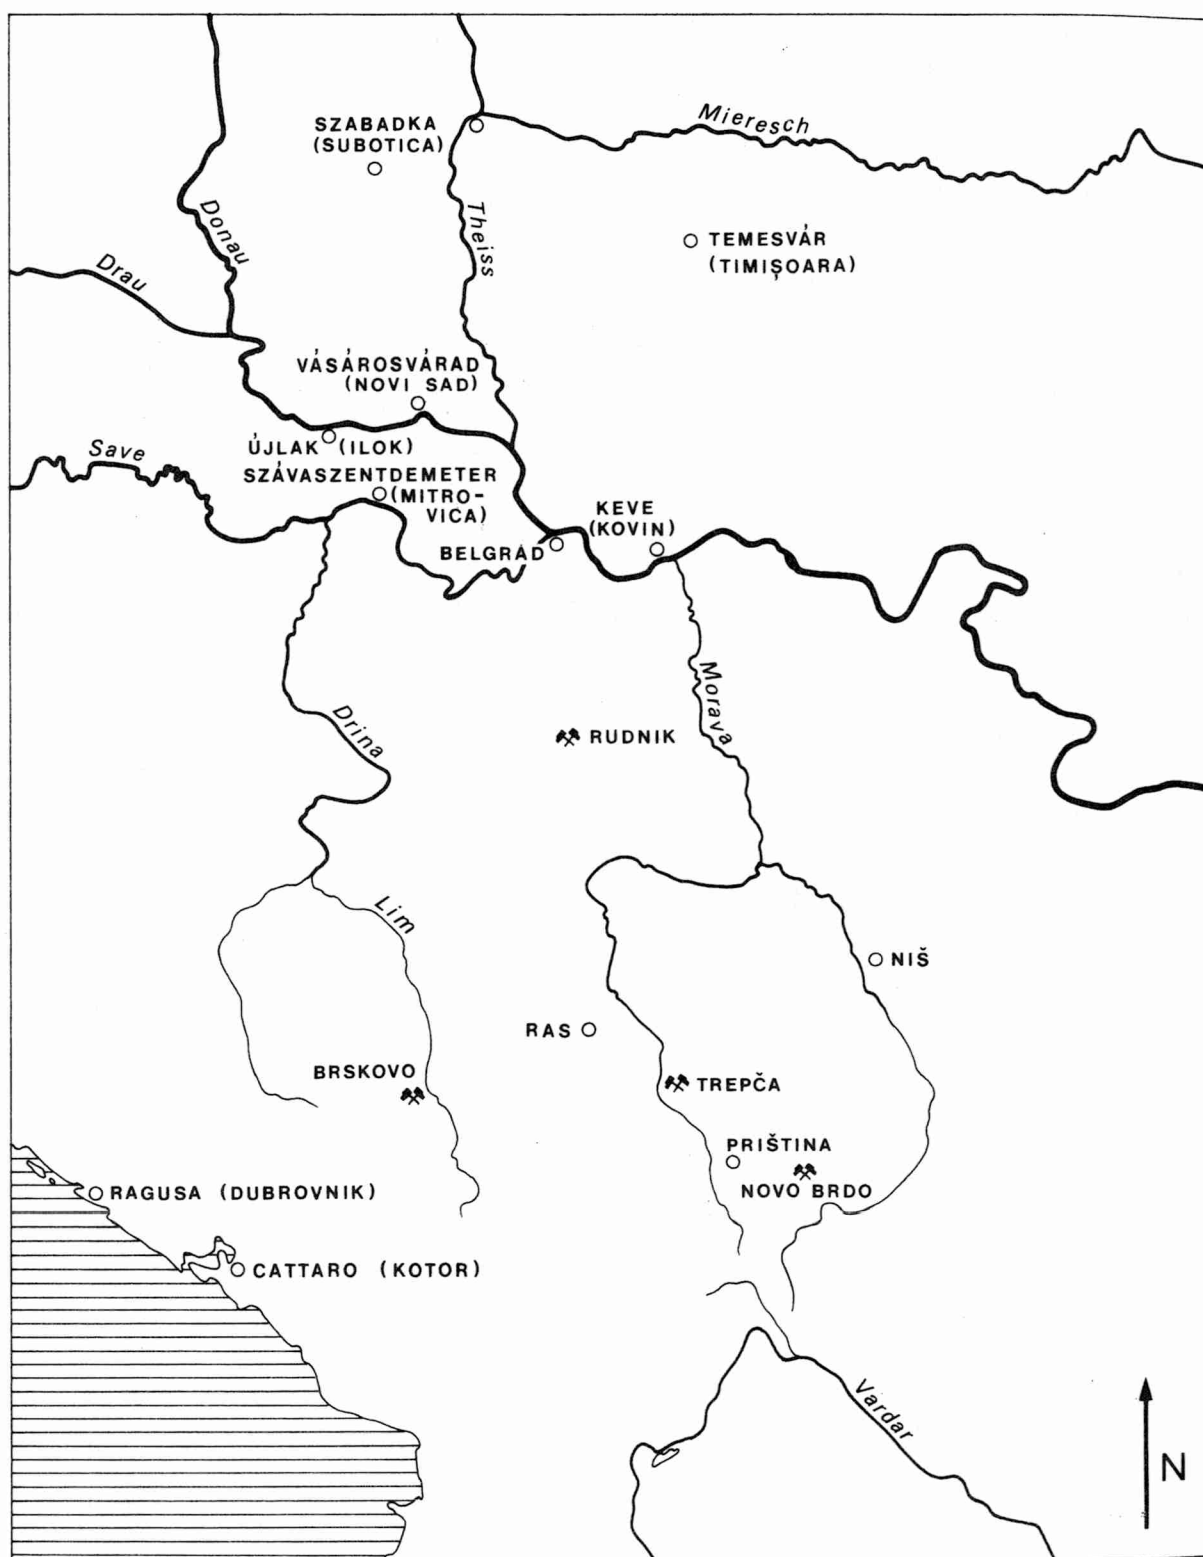 Mieresch
SZABADKA
(SUBOTICA)
Donau
Theiss
TEMESVÁR
(TIMIȘOARA)
Drau
VÁSÁROSVÁRAD
(NOVI SAD)
Save
ÚJLAK (ILOK)
SZÁVASZENTDEMETER
(MITRO-
VICA)
KEVE
(KOVIN)
BELGRAD
Morava
Drina
RUDNIK
Lim
NIŠ
RAS
BRSKOVO
TREPČA
PRIŠTINA
NOVO BRDO
RAGUSA (DUBROVNIK)
CATTARO (KOTOR)
Vardar
N